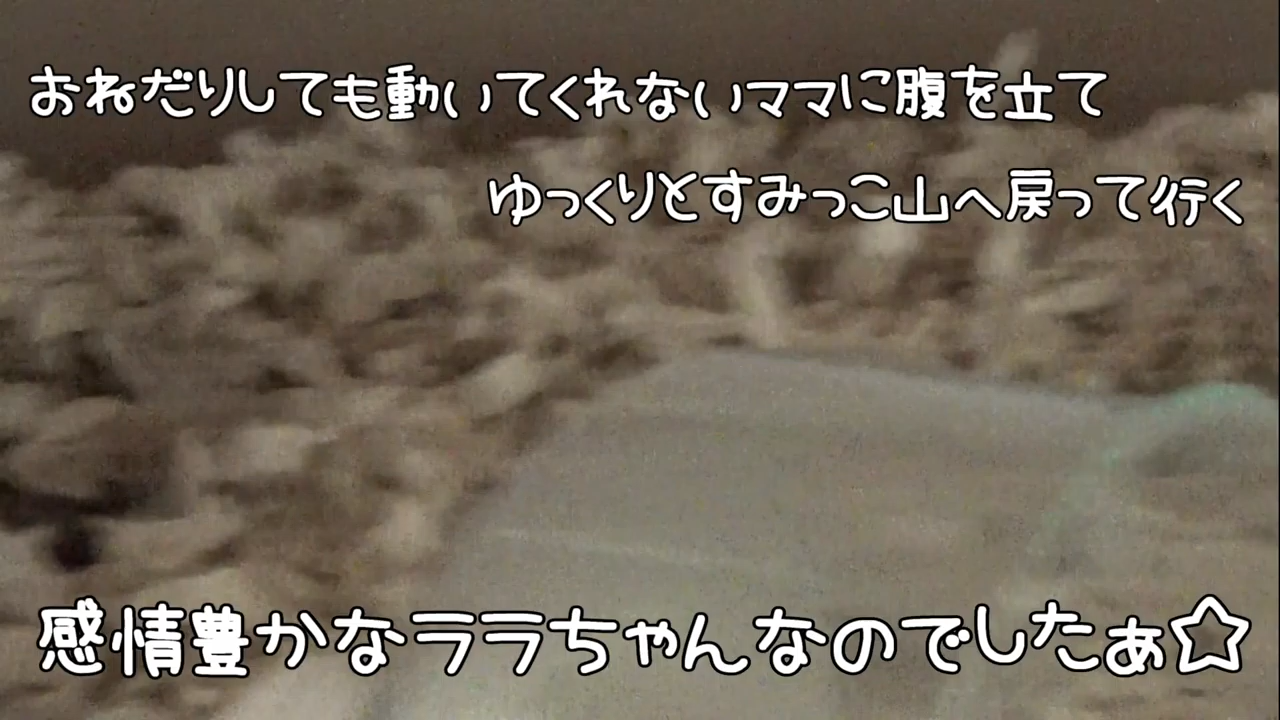 おねだりしても動いてくれないママに腹を立て
ゆっくりとすみっこ山へ戻って行く
感情豊かなララちゃんなのでしたぁ☆